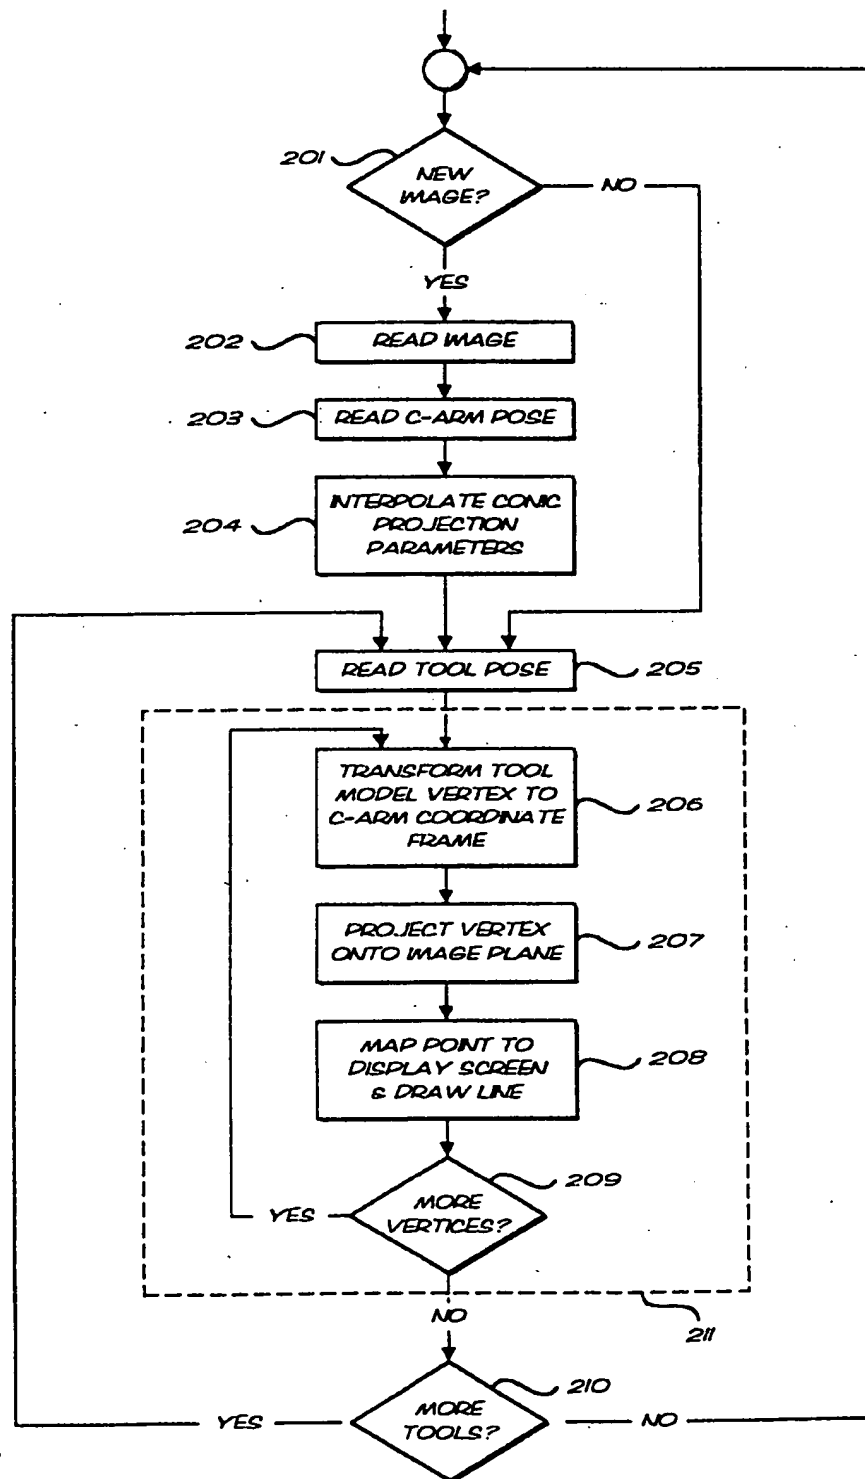 201
NEW
IMAGE?
NO
YES
202
READ IMAGE
203
READ C-ARM POSE
204
INTERPOLATE CONIC
PROJECTION
PARAMETERS
READ TOOL POSE
205
TRANSFORM TOOL
MODEL VERTEX TO
C-ARM COORDINATE
FRAME
206
PROJECT VERTEX
ONTO IMAGE PLANE
207
MAP POINT TO
DISPLAY SCREEN
& DRAW LINE
208
209
MORE
VERTICES?
YES
NO
211
210
MORE
TOOLS?
YES
NO